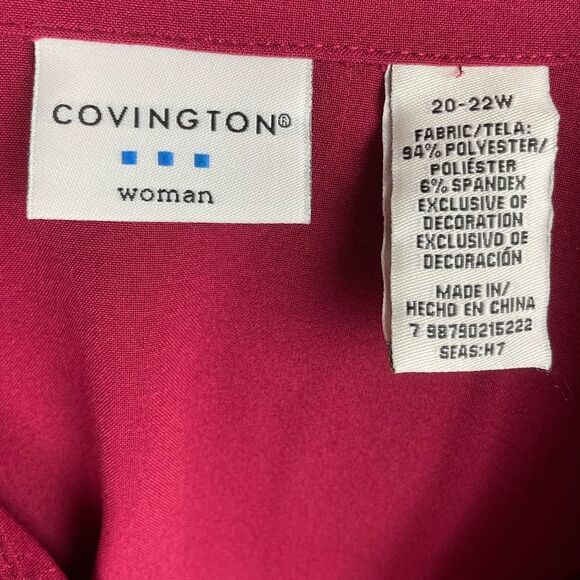 COVINGTON®
woman
20-22W
FABRIC/TELA:
94% POLYESTER/
POLIÉSTER
6% SPANDEX
EXCLUSIVE OF
DECORATION
EXCLUSIVO DE
DECORACIÓN
MADE IN/
HECHO EN CHINA
7 98790215222
SEAS:H7